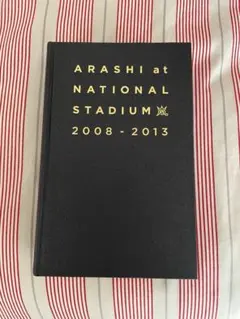 ARASHI at
NATIONAL
STADIUM
2008 - 2013